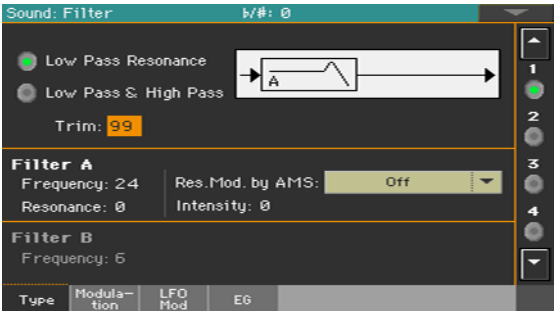 Sound: Filter ♭/#: 0
Low Pass Resonance
A
1
Low Pass & High Pass
2
Trim: 99
Filter A
3
Frequency: 24 Res.Mod. by AMS: Off
Resonance: 0 Intensity: 0
4
Filter B
Frequency: 6
Type Modula-tion LFO Mod EG